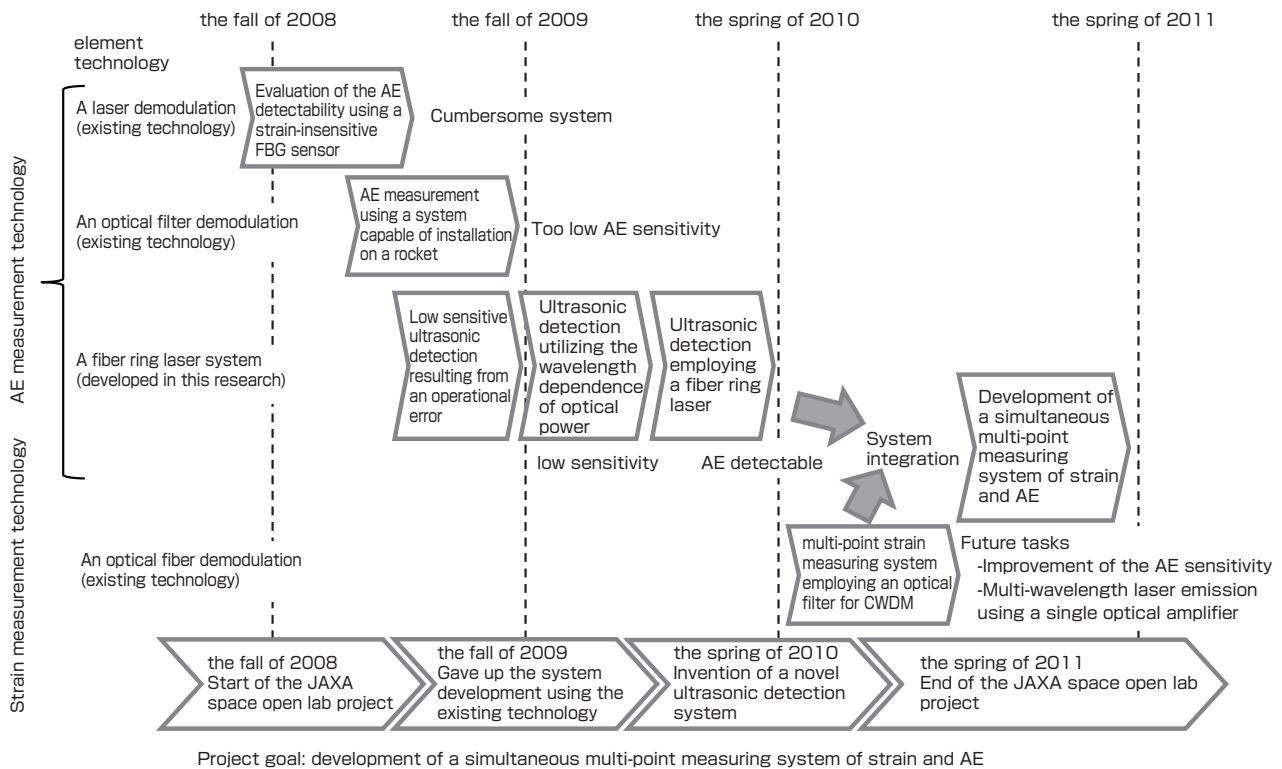 the fall of 2008
the fall of 2009
the spring of 2010
the spring of 2011
element
technology
AE measurement technology
A laser demodulation
(existing technology)
Evaluation of the AE
detectability using a
strain-insensitive
FBG sensor
Cumbersome system
An optical filter demodulation
(existing technology)
AE measurement
using a system
capable of installation
on a rocket
Too low AE sensitivity
A fiber ring laser system
(developed in this research)
Low sensitive
ultrasonic
detection
resulting from
an operational
error
Ultrasonic
detection
utilizing the
wavelength
dependence
of optical
power
Ultrasonic
detection
employing
a fiber ring
laser
low sensitivity
AE detectable
System
integration
Development of
a simultaneous
multi-point
measuring
system of strain
and AE
Strain measurement technology
An optical fiber demodulation
(existing technology)
multi-point strain
measuring system
employing an optical
filter for CWDM
Future tasks
-Improvement of the AE sensitivity
-Multi-wavelength laser emission
using a single optical amplifier
the fall of 2008
Start of the JAXA
space open lab project
the fall of 2009
Gave up the system
development using the
existing technology
the spring of 2010
Invention of a novel
ultrasonic detection
system
the spring of 2011
End of the JAXA space open lab
project
Project goal: development of a simultaneous multi-point measuring system of strain and AE